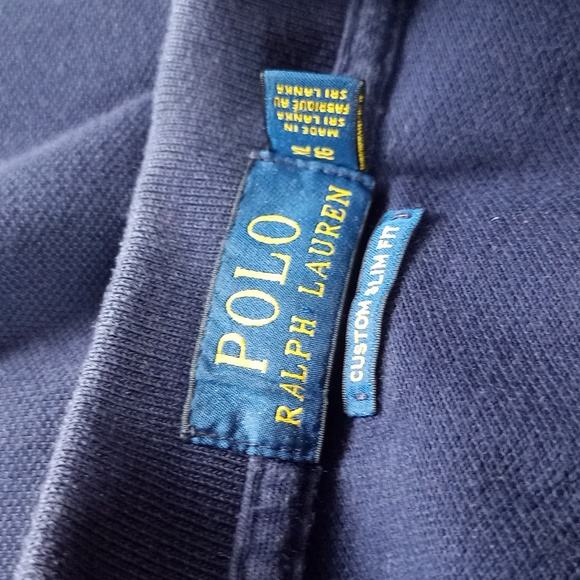 POLO
RALPH LAUREN
CUSTOM SLIM FIT
MADE IN
SRI LANKA
FABRIQUÉ AU
SRI LANKA